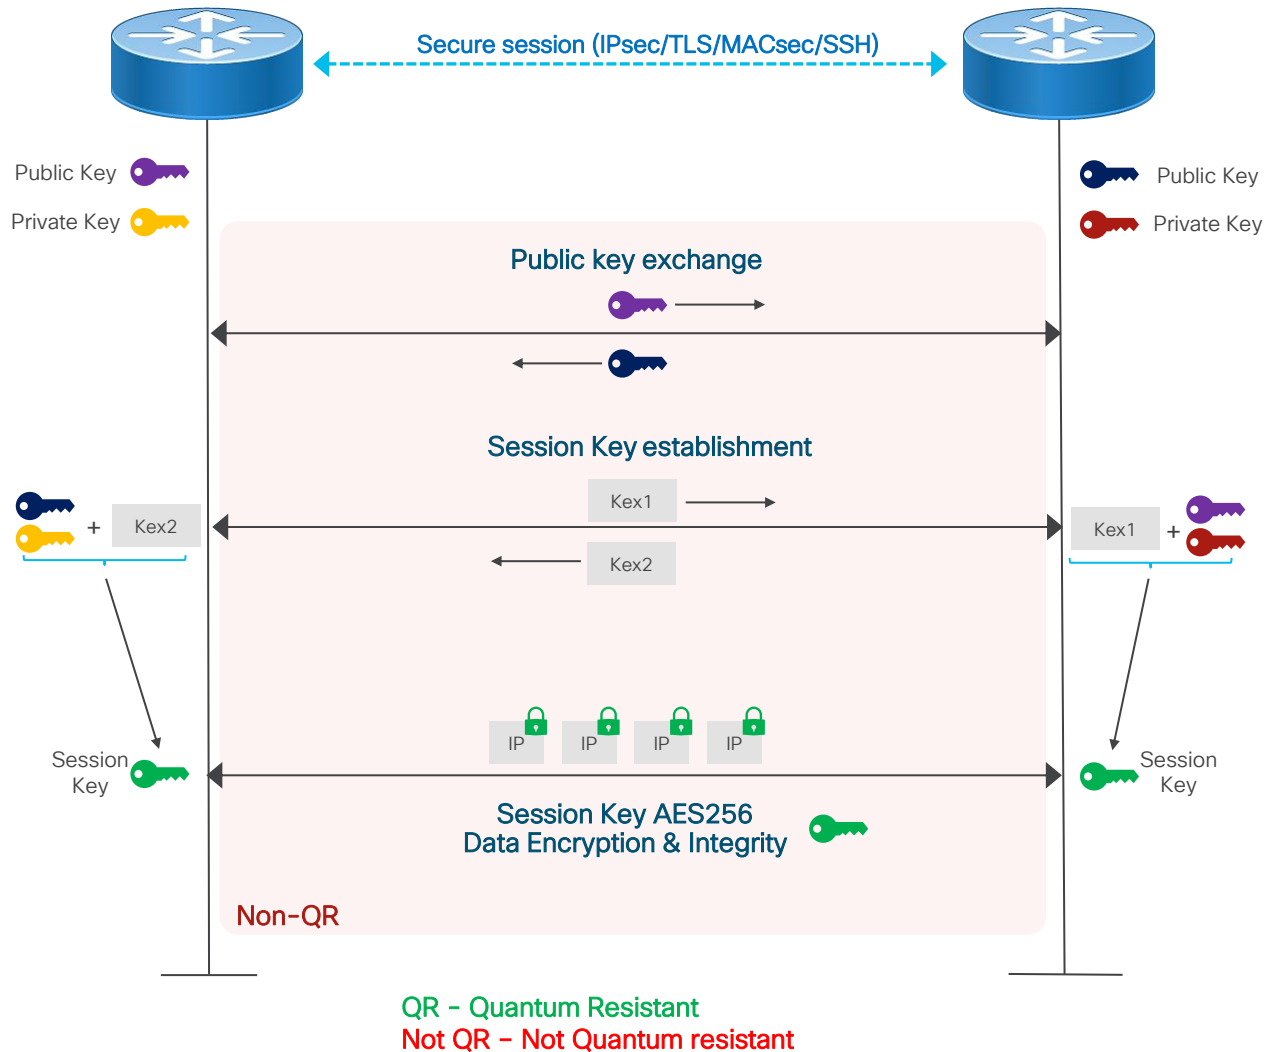 Secure session (IPsec/TLS/MACsec/SSH)
Public Key
Private Key
Public Key
Private Key
Public key exchange
Session Key establishment
Kex1
Kex2
+ Kex2
Kex1 +
IP IP IP IP
Session
Key
Session
Key
Session Key AES256
Data Encryption & Integrity
Non-QR
QR - Quantum Resistant
Not QR - Not Quantum resistant